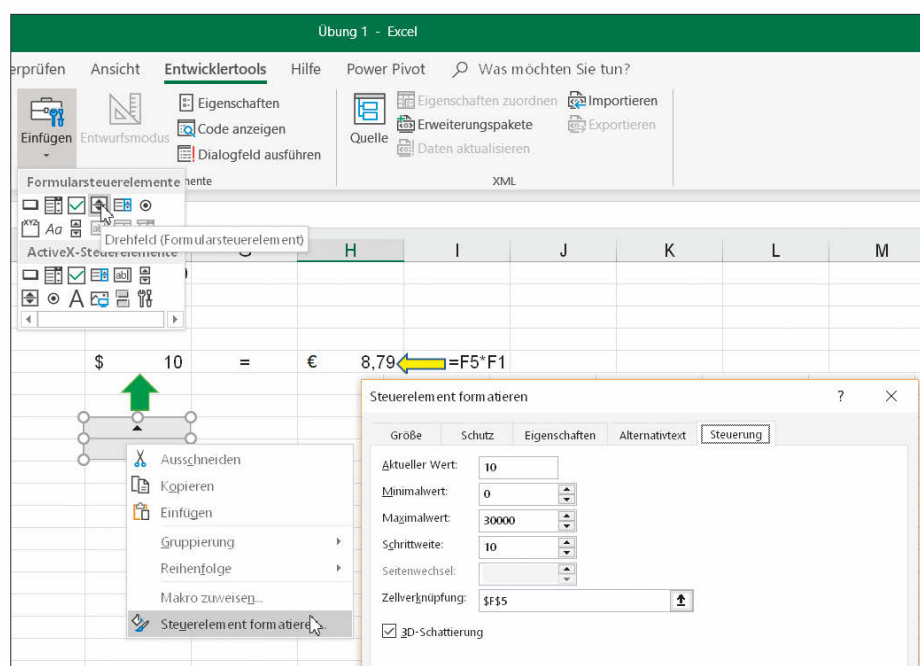 Übung 1 - Excel
erprüfen Ansicht Entwicklertools Hilfe Power Pivot Was möchten Sie tun?
Einfügen
Entwurfsmodus
Eigenschaften
Code anzeigen
Dialogfeld ausführen
Quelle
Eigenschaften zuordnen
Erweiterungspakete
Daten aktualisieren
Importieren
Exportieren
XML
Formularsteuerelemente
Aa
Drehfeld (Formularsteuerelement)
ActiveX-Steuerelemente
H I J K L M
$ 10 = € 8,79 =F5*F1
Ausschneiden
Kopieren
Einfügen
Gruppierung
Reihenfolge
Makro zuweisen...
Steuerelement formatieren...
Steuerelement formatieren ? ×
Größe Schutz Eigenschaften Alternativtext Steuerung
Aktueller Wert: 10
Minimalwert: 0
Maximalwert: 30000
Schrittweite: 10
Seitenwechsel:
Zellverknüpfung: $F$5
3D-Schattierung